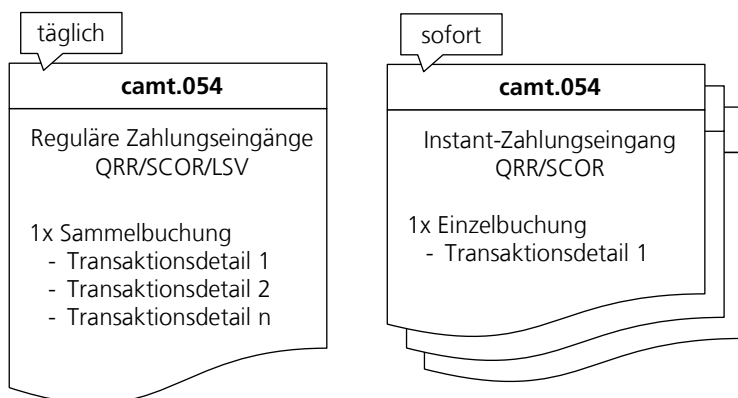 täglich
camt.054
Reguläre Zahlungseingänge
QRR/SCOR/LSV
1x Sammelbuchung
- Transaktionsdetail 1
- Transaktionsdetail 2
- Transaktionsdetail n
sofort
camt.054
Instant-Zahlungseingang
QRR/SCOR
1x Einzelbuchung
- Transaktionsdetail 1